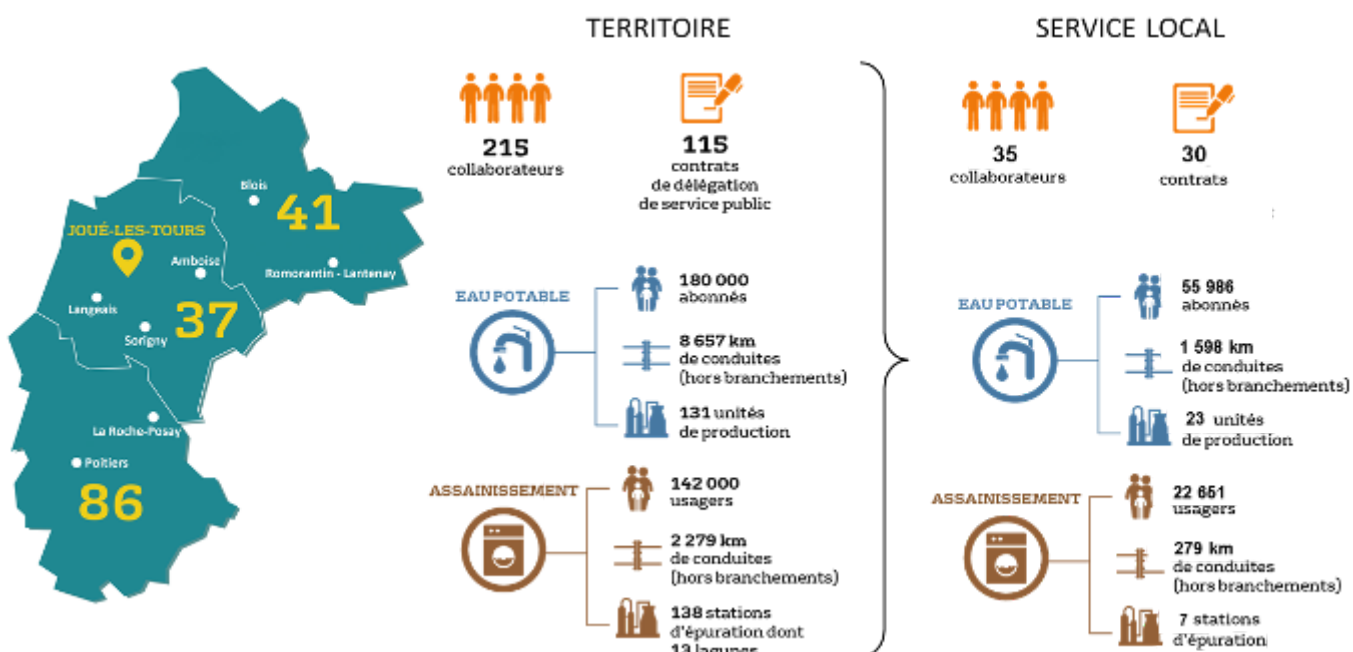 TERRITOIRE
SERVICE LOCAL
215
collaborateurs
115
contrats
de délégation
de service public
35
collaborateurs
30
contrats
Blois
41
JOUÉ-LES-TOURS
Amboise
Romorantin - Lantenay
Langeais
37
Sorigny
La Roche-Posay
Poitiers
86
EAU POTABLE
180 000
abonnés
8 657 km
de conduites
(hors branchements)
131 unités
de production
EAU POTABLE
55 986
abonnés
1 598 km
de conduites
(hors branchements)
23 unités
de production
ASSAINISSEMENT
142 000
usagers
2 279 km
de conduites
(hors branchements)
138 stations
d'épuration dont
13 lagunes
ASSAINISSEMENT
22 651
usagers
279 km
de conduites
(hors branchements)
7 stations
d'épuration